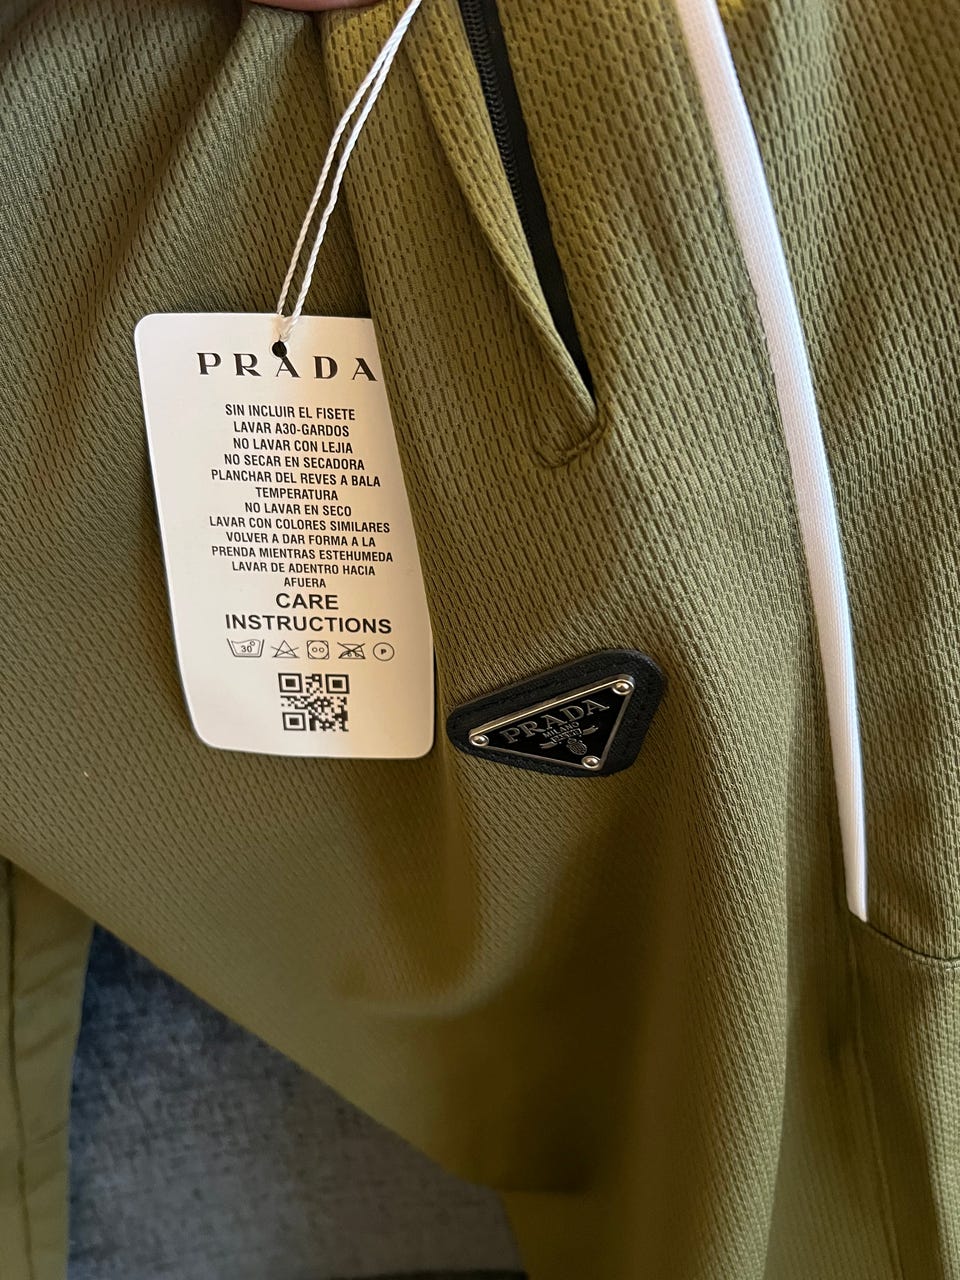 PRADA
SIN INCLUIR EL FISETE
LAVAR A30-GARDOS
NO LAVAR CON LEJIA
NO SECAR EN SECADORA
PLANCHAR DEL REVES A BALA
TEMPERATURA
NO LAVAR EN SECO
LAVAR CON COLORES SIMILARES
VOLVER A DAR FORMA A LA
PRENDA MIENTRAS ESTEHUMEDA
LAVAR DE ADENTRO HACIA
AFUERA
CARE
INSTRUCTIONS
30° P
PRADA
MILANO